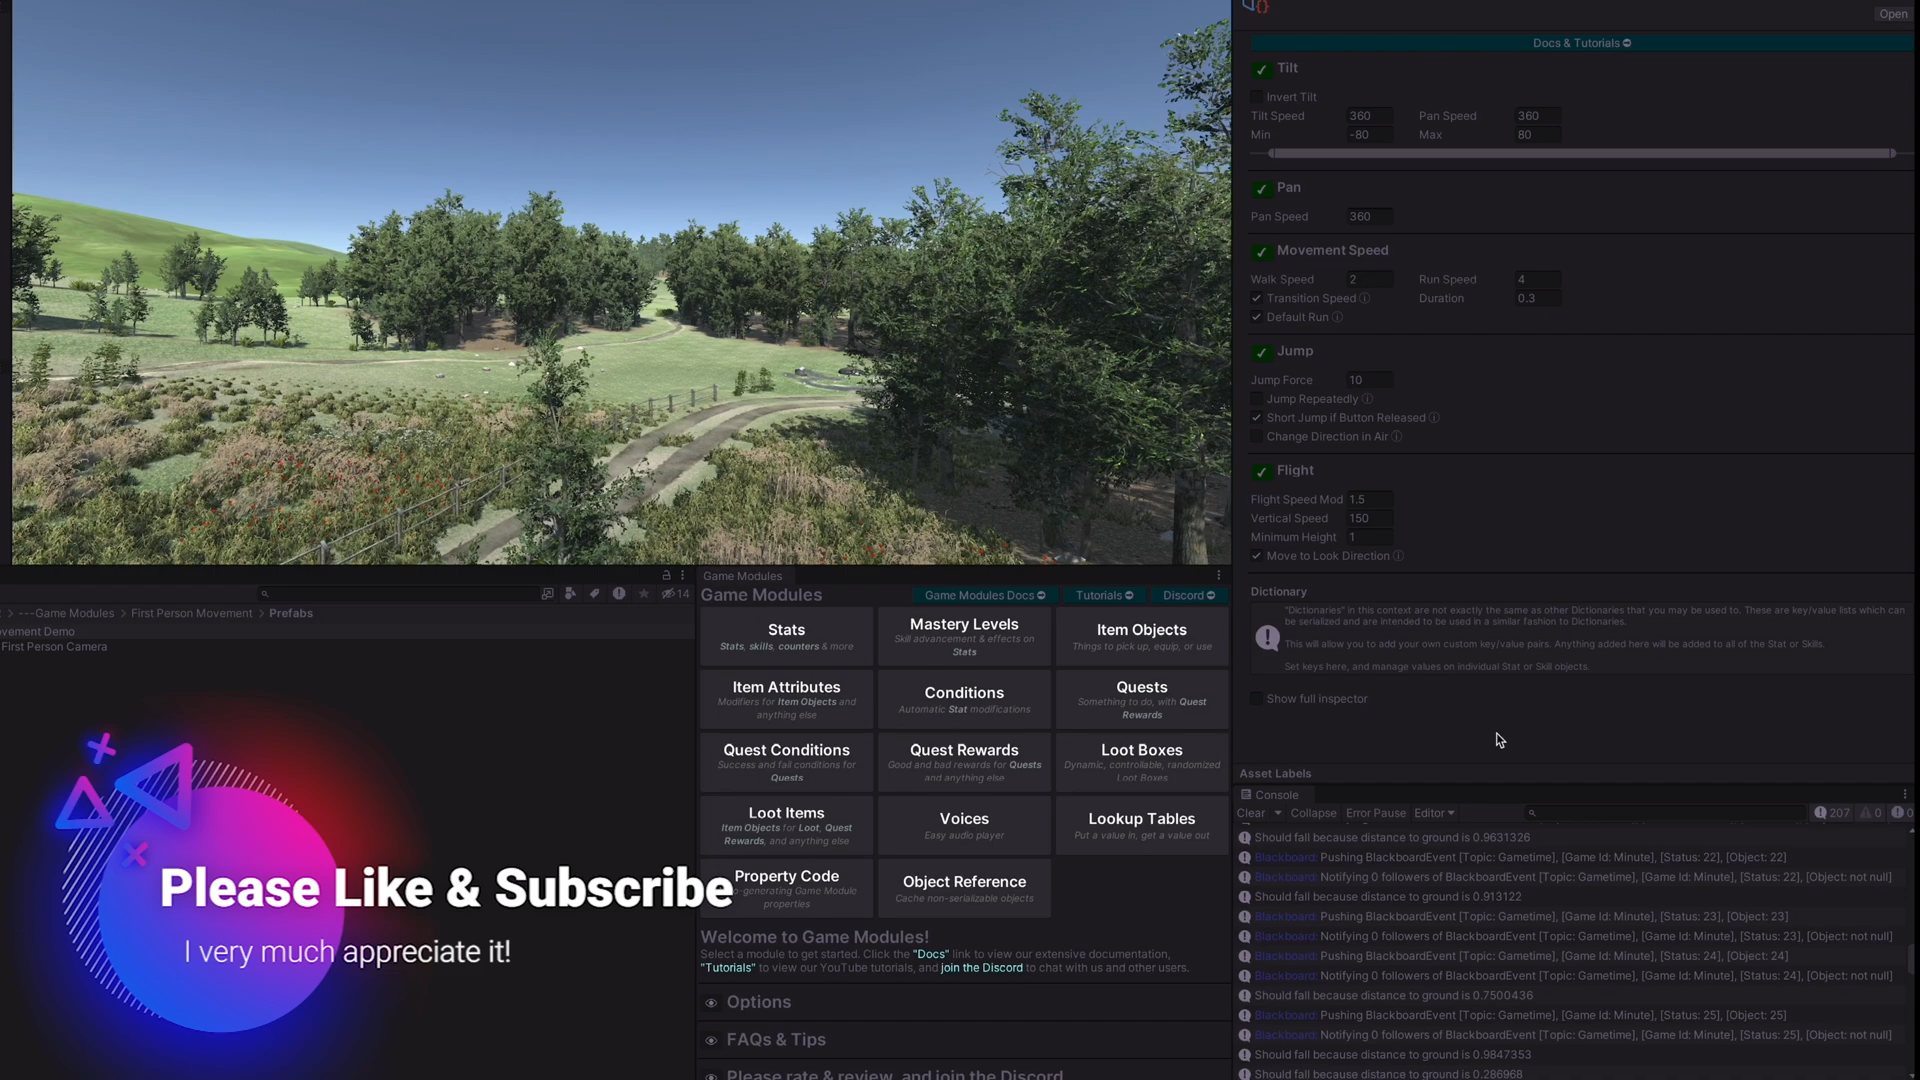 Open
Docs & Tutorials
Tilt
Invert Tilt
Tilt Speed 360 Pan Speed 360
Min -80 Max 80
Pan
Pan Speed 360
Movement Speed
Walk Speed 2 Run Speed 4
Transition Speed Duration 0.3
Default Run
Jump
Jump Force 10
Jump Repeatedly
Short Jump if Button Released
Change Direction in Air
Flight
Flight Speed Mod 1.5
Vertical Speed 150
Minimum Height 1
Move to Look Direction
Dictionary
"Dictionaries" in this context are not exactly the same as other Dictionaries that you may be used to. These are key/value lists which can
be serialized and are intended to be used in a similar fashion to Dictionaries.
This will allow you to add your own custom key/value pairs. Anything added here will be added to all of the Stat or Skills.
Set keys here, and manage values on individual Stat or Skill objects.
Show full inspector
Asset Labels
14
> ---Game Modules > First Person Movement > Prefabs
vement Demo
First Person Camera
Please Like & Subscribe
I very much appreciate it!
Game Modules
Game Modules
Game Modules Docs
Tutorials
Discord
Stats
Stats, skills, counters & more
Mastery Levels
Skill advancement & effects on
Stats
Item Objects
Things to pick up, equip, or use
Item Attributes
Modifiers for Item Objects and
anything else
Conditions
Automatic Stat modifications
Quests
Something to do, with Quest
Rewards
Quest Conditions
Success and fail conditions for
Quests
Quest Rewards
Good and bad rewards for Quests
and anything else
Loot Boxes
Dynamic, controllable, randomized
Loot Boxes
Loot Items
Item Objects for Loot, Quest
Rewards, and anything else
Voices
Easy audio player
Lookup Tables
Put a value in, get a value out
Property Code
o-generating Game Module
properties
Object Reference
Cache non-serializable objects
Welcome to Game Modules!
Select a module to get started. Click the "Docs" link to view our extensive documentation,
"Tutorials" to view our YouTube tutorials, and join the Discord to chat with us and other users.
Options
FAQs & Tips
Please rate & review, and join the Discord
Console
Clear Collapse Error Pause Editor 207 0 0
Should fall because distance to ground is 0.9631326
Blackboard: Pushing BlackboardEvent [Topic: Gametime], [Game Id: Minute], [Status: 22], [Object: 22]
Blackboard: Notifying 0 followers of BlackboardEvent [Topic: Gametime], [Game Id: Minute], [Status: 22], [Object: not null]
Should fall because distance to ground is 0.913122
Blackboard: Pushing BlackboardEvent [Topic: Gametime], [Game Id: Minute], [Status: 23], [Object: 23]
Blackboard: Notifying 0 followers of BlackboardEvent [Topic: Gametime], [Game Id: Minute], [Status: 23], [Object: not null]
Blackboard: Pushing BlackboardEvent [Topic: Gametime], [Game Id: Minute], [Status: 24], [Object: 24]
Blackboard: Notifying 0 followers of BlackboardEvent [Topic: Gametime], [Game Id: Minute], [Status: 24], [Object: not null]
Should fall because distance to ground is 0.7500436
Blackboard: Pushing BlackboardEvent [Topic: Gametime], [Game Id: Minute], [Status: 25], [Object: 25]
Blackboard: Notifying 0 followers of BlackboardEvent [Topic: Gametime], [Game Id: Minute], [Status: 25], [Object: not null]
Should fall because distance to ground is 0.9847353
Should fall because distance to ground is 0.286968